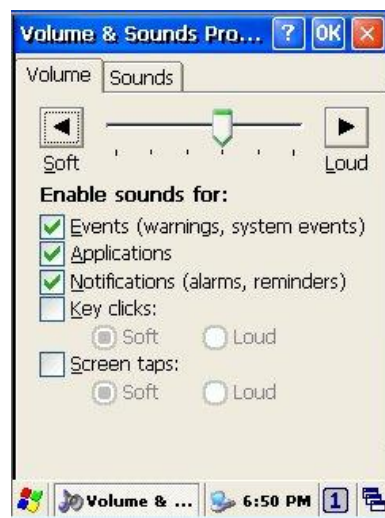 Volume & Sounds Pro... ? OK
Volume Sounds
Soft Loud
Enable sounds for:
Events (warnings, system events)
Applications
Notifications (alarms, reminders)
Key clicks:
Soft Loud
Screen taps:
Soft Loud
Volume & ... 6:50 PM 1